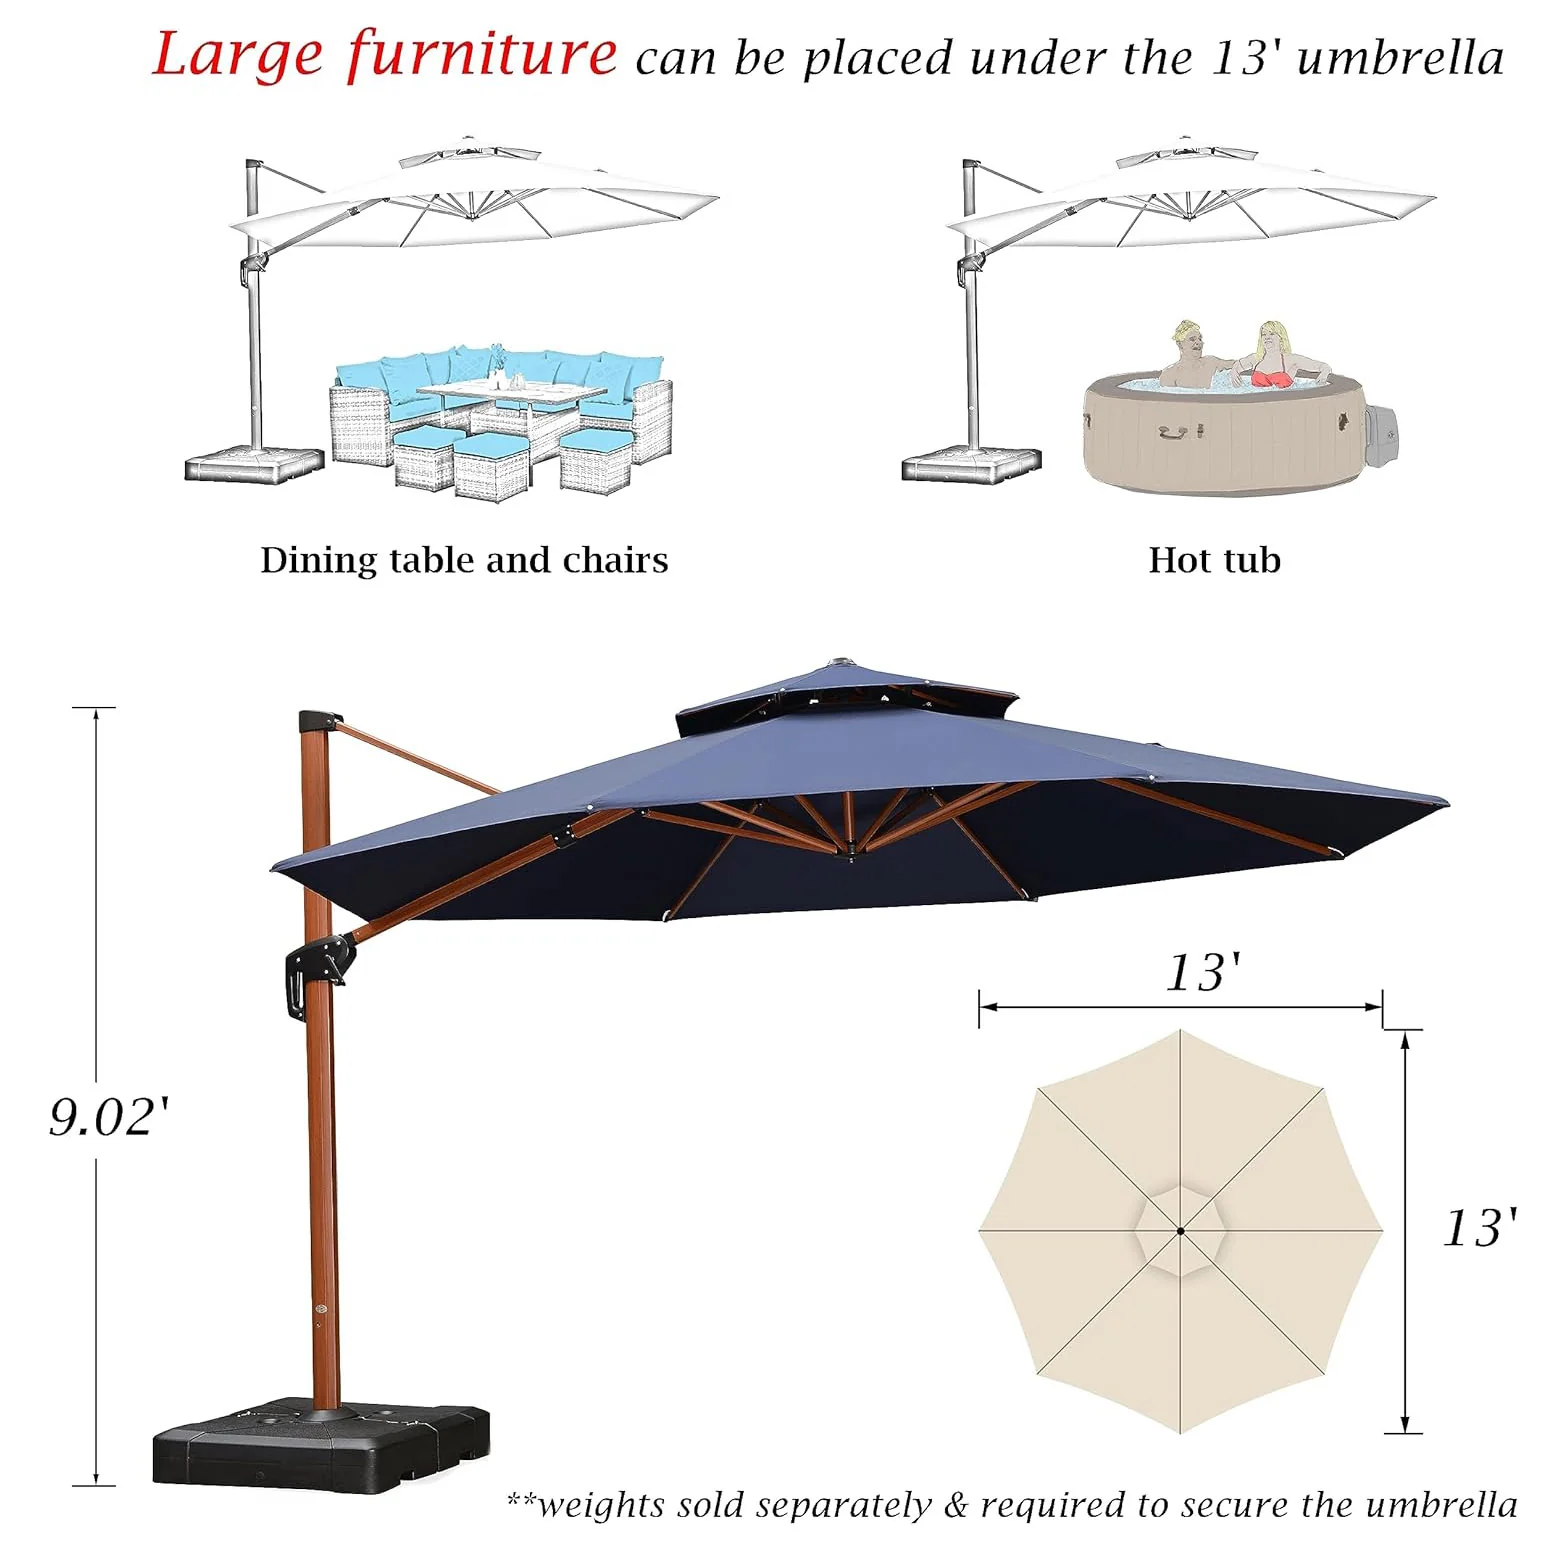 Large furniture can be placed under the 13' umbrella
Dining table and chairs
Hot tub
9.02'
13'
13'
**weights sold separately & required to secure the umbrella